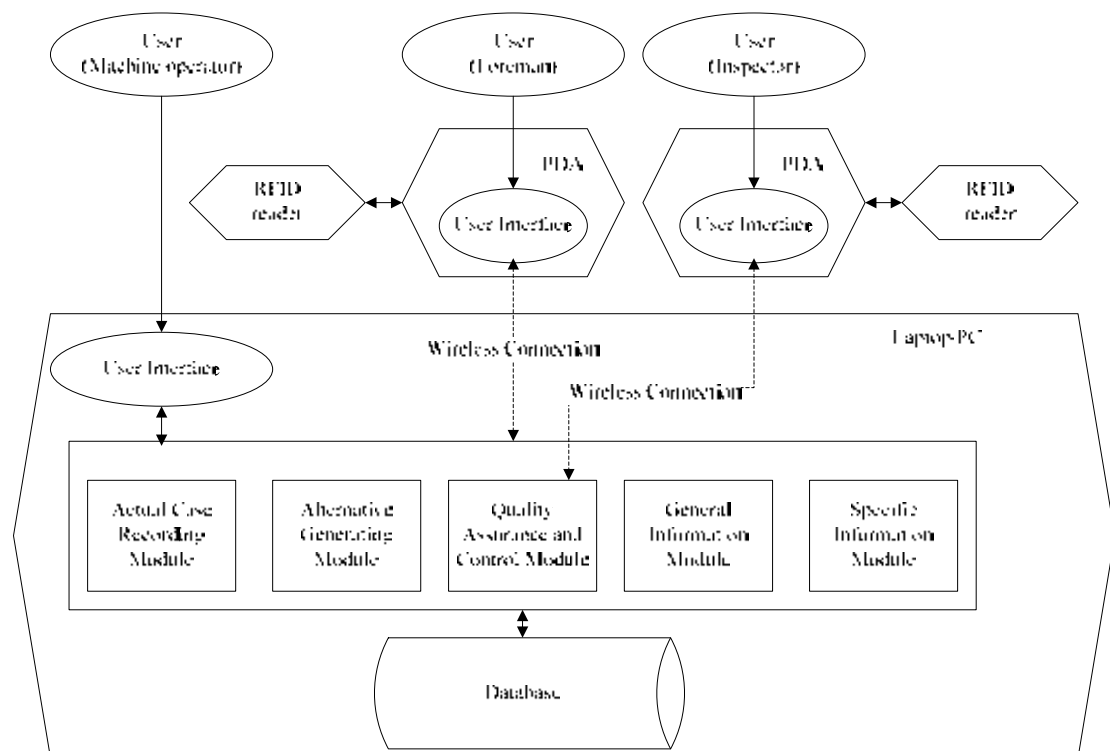 User
(Machine operator)
User
(Foreman)
User
(Inspector)
RFID
reader
PDA
User Interface
PDA
User Interface
RFID
reader
Laptop-PC
User Interface
Wireless Connection
Wireless Connection
Actual Case
Recording
Module
Alternative
Generating
Module
Quality
Assurance and
Control Module
General
Information
Module
Specific
Information
Module
Database